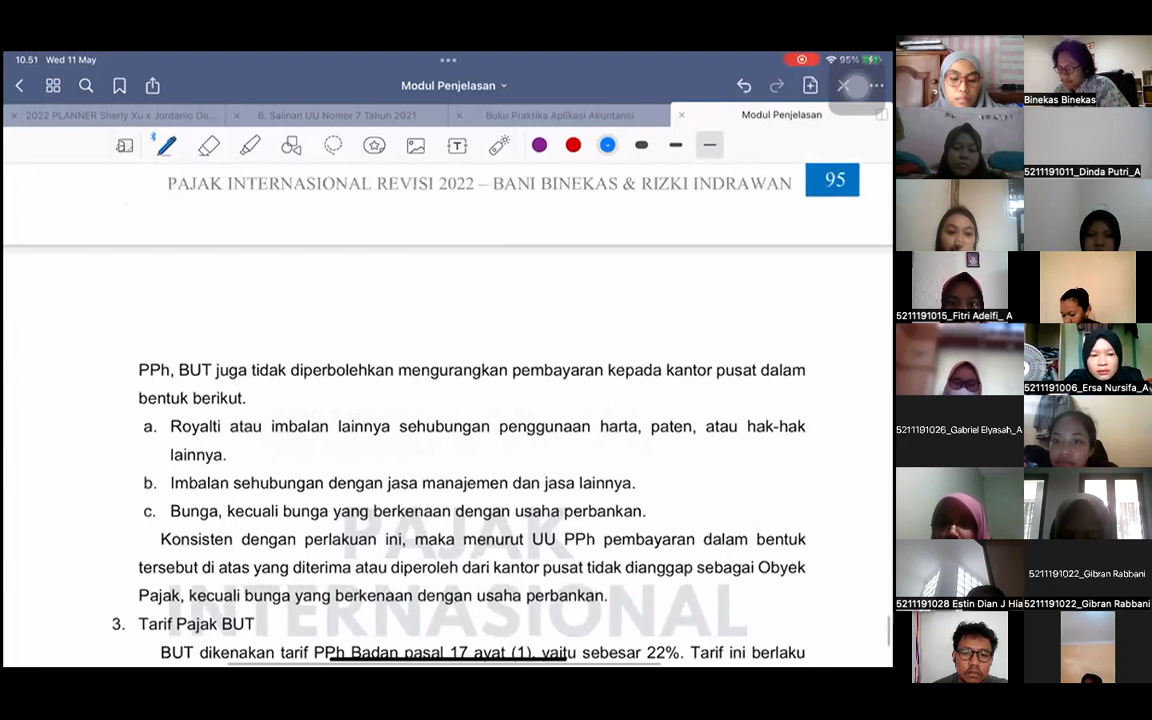 10.51 Wed 11 May
95%
Modul Penjelasan
2022 PLANNER Sherly Xu x Jordanio De...
6. Salinan UU Nomor 7 Tahun 2021
Buku Praktika Aplikasi Akuntansi
Modul Penjelasan
PAJAK INTERNASIONAL REVISI 2022 – BANI BINEKAS & RIZKI INDRAWAN
95
PPh, BUT juga tidak diperbolehkan mengurangkan pembayaran kepada kantor pusat dalam
bentuk berikut.
a. Royalti atau imbalan lainnya sehubungan penggunaan harta, paten, atau hak-hak
lainnya.
b. Imbalan sehubungan dengan jasa manajemen dan jasa lainnya.
c. Bunga, kecuali bunga yang berkenaan dengan usaha perbankan.
Konsisten dengan perlakuan ini, maka menurut UU PPh pembayaran dalam bentuk
tersebut di atas yang diterima atau diperoleh dari kantor pusat tidak dianggap sebagai Obyek
Pajak, kecuali bunga yang berkenaan dengan usaha perbankan.
3. Tarif Pajak BUT
BUT dikenakan tarif PPh Badan pasal 17 ayat (1), yaitu sebesar 22%. Tarif ini berlaku
PAJAK
INTERNASIONAL
Binekas Binekas
5211191011_Dinda Putri_A
5211191015_Fitri Adelfi_ A
5211191006_Ersa Nursifa_A
5211191026_Gabriel Elyasah_A
5211191022_Gibran Rabbani
5211191028 Estin Dian J Hia
5211191022_Gibran Rabbani